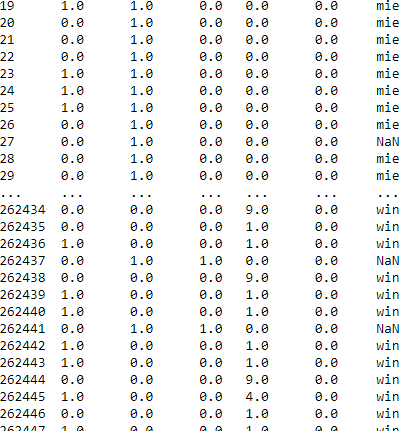 19 1.0 1.0 0.0 0.0 0.0 mie
20 0.0 1.0 0.0 0.0 0.0 mie
21 0.0 1.0 0.0 0.0 0.0 mie
22 0.0 1.0 0.0 0.0 0.0 mie
23 0.0 1.0 0.0 0.0 0.0 mie
24 1.0 1.0 0.0 0.0 0.0 mie
25 1.0 1.0 0.0 0.0 0.0 mie
26 0.0 1.0 0.0 0.0 0.0 mie
27 0.0 1.0 0.0 0.0 0.0 NaN
28 0.0 1.0 0.0 0.0 0.0 mie
29 0.0 1.0 0.0 0.0 0.0 mie
... ... ... ... ... ... ...
262434 0.0 0.0 0.0 9.0 0.0 win
262435 0.0 0.0 0.0 1.0 0.0 win
262436 1.0 0.0 0.0 1.0 0.0 win
262437 0.0 1.0 1.0 0.0 0.0 NaN
262438 0.0 0.0 0.0 9.0 0.0 win
262439 1.0 0.0 0.0 1.0 0.0 win
262440 1.0 0.0 0.0 1.0 0.0 win
262441 0.0 1.0 1.0 0.0 0.0 NaN
262442 1.0 0.0 0.0 1.0 0.0 win
262443 1.0 0.0 0.0 1.0 0.0 win
262444 0.0 0.0 0.0 9.0 0.0 win
262445 1.0 0.0 0.0 4.0 0.0 win
262446 0.0 0.0 0.0 1.0 0.0 win
262447 1.0 0.0 0.0 1.0 0.0 win